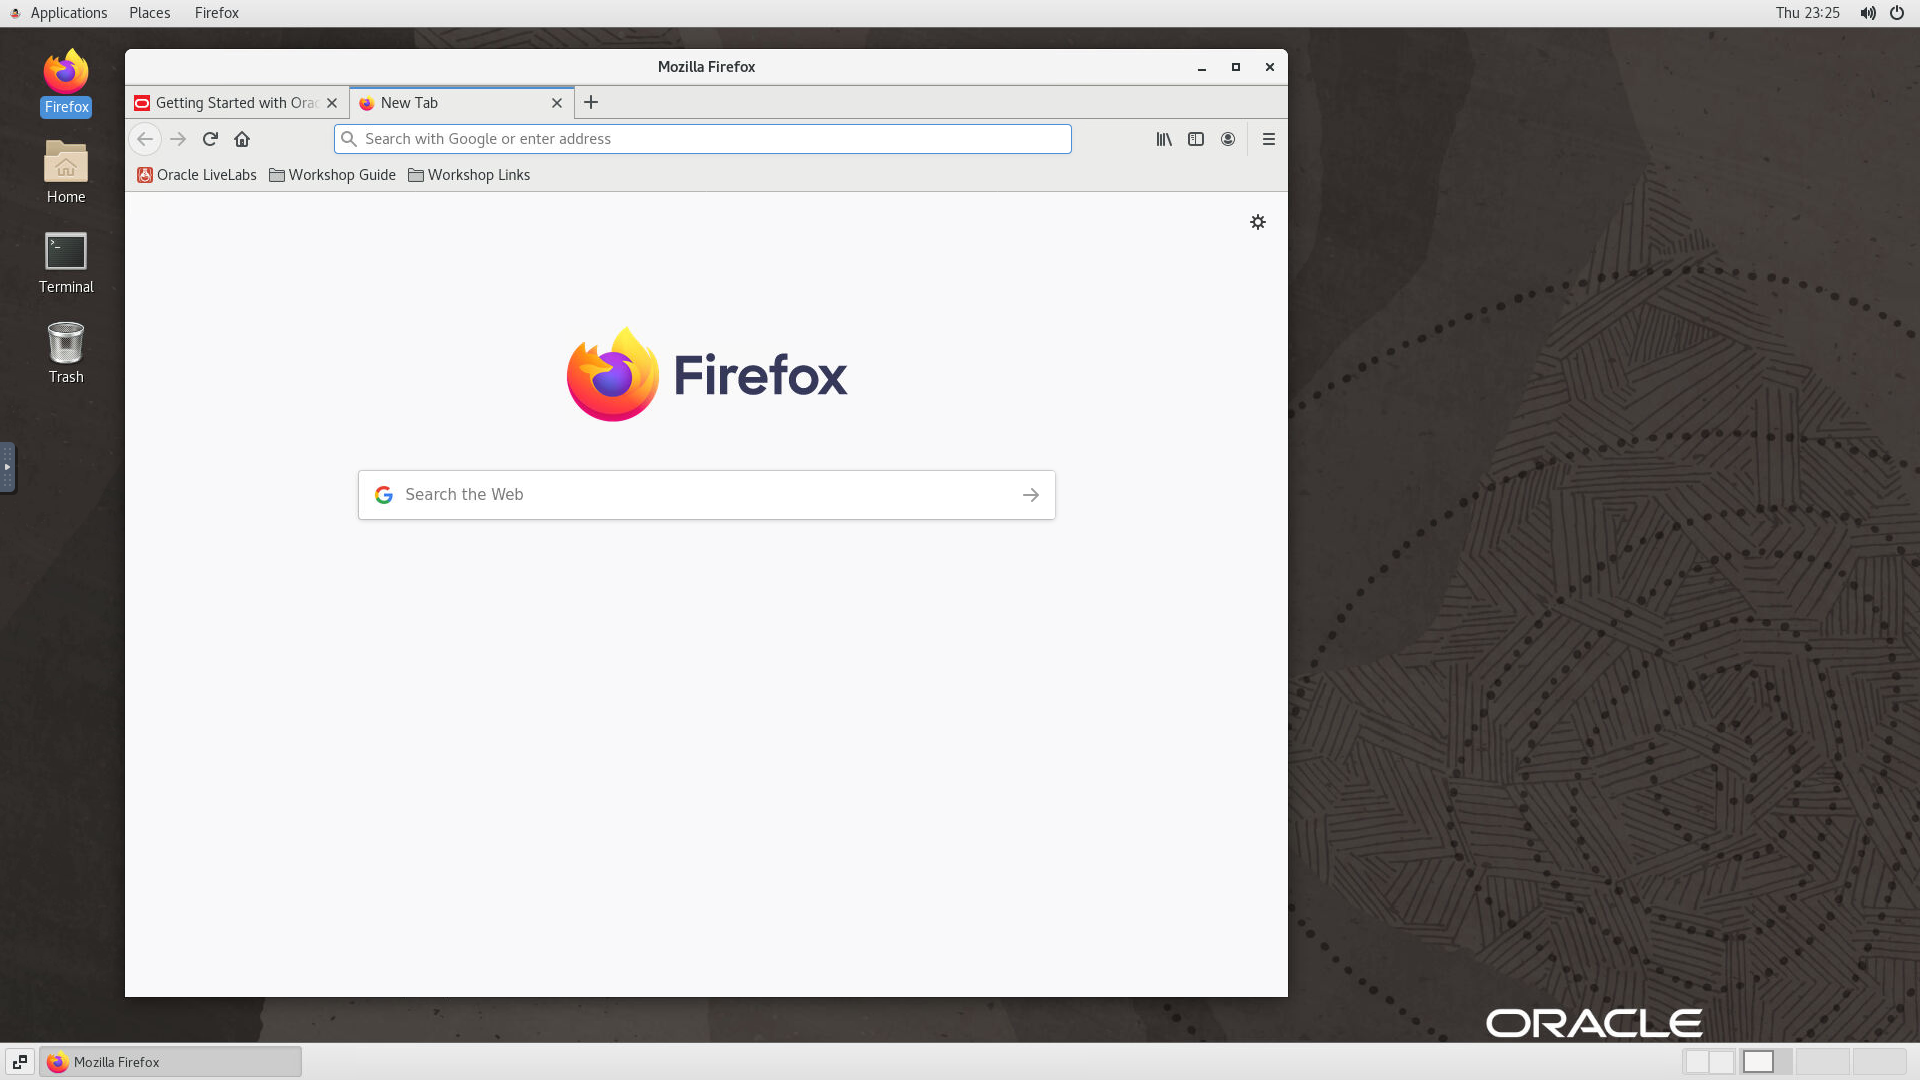 Applications Places Firefox Thu 23:25
Firefox
Home
Terminal
Trash
Mozilla Firefox
Getting Started with Orac New Tab
Search with Google or enter address
Oracle LiveLabs Workshop Guide Workshop Links
Firefox
Search the Web
ORACLE
Mozilla Firefox